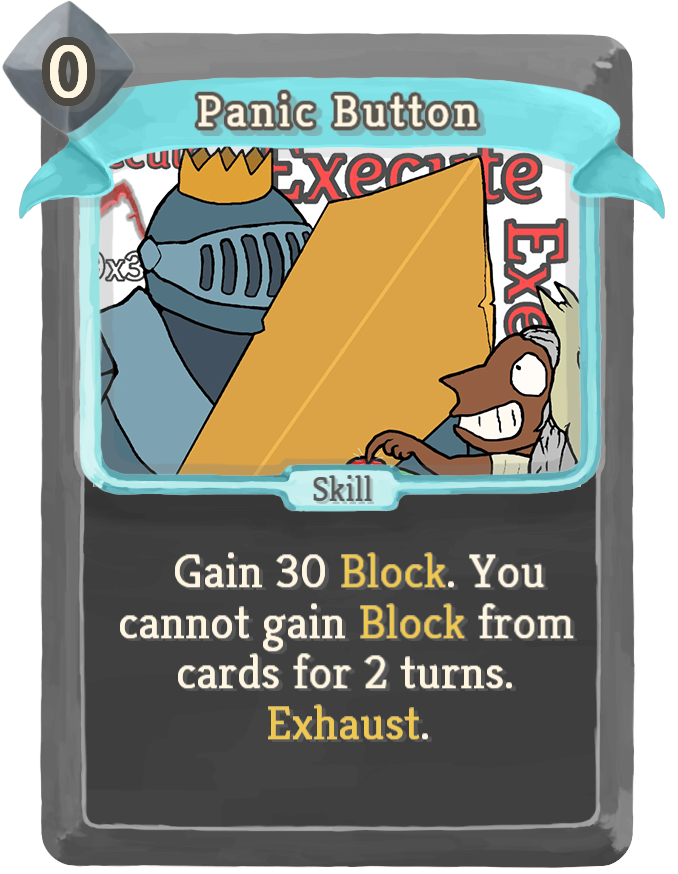 0
Panic Button
Execute
Exe
x3
Skill
Gain 30 Block. You
cannot gain Block from
cards for 2 turns.
Exhaust.